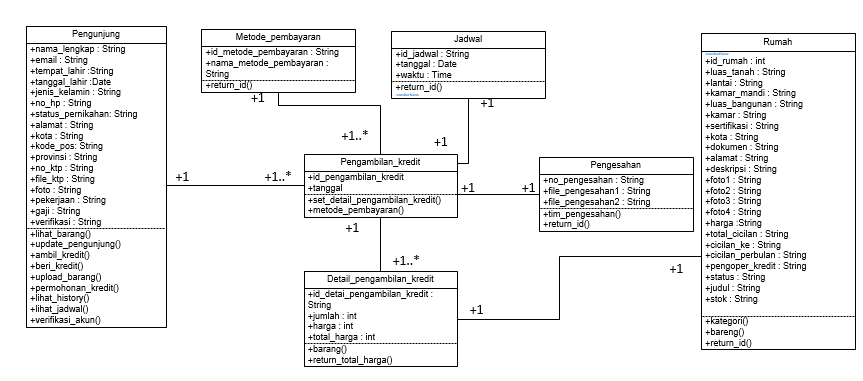 Pengunjung
+nama_lengkap : String
+email : String
+tempat_lahir :String
+tanggal_lahir :Date
+jenis_kelamin : String
+no_hp : String
+status_pernikahan: String
+alamat : String
+kota : String
+kode_pos: String
+provinsi : String
+no_ktp : String
+file_ktp : String
+foto : String
+pekerjaan : String
+gaji : String
+verifikasi : String
+lihat_barang()
+update_pengunjung()
+ambil_kredit()
+beri_kredit()
+upload_barang()
+permohonan_kredit()
+lihat_history()
+lihat_jadwal()
+verifikasi_akun()
Metode_pembayaran
+id_metode_pembayaran : String
+nama_metode_pembayaran :
String
+return_id()
+1
+1..*
Jadwal
+id_jadwal : String
+tanggal : Date
+waktu : Time
+return_id()
+1
+1
+1
+1..*
Pengambilan_kredit
+id_pengambilan_kredit
+tanggal
+set_detail_pengambilan_kredit()
+metode_pembayaran()
+1
+1
Pengesahan
+no_pengesahan : String
+file_pengesahan1 : String
+file_pengesahan2 : String
+tim_pengesahan()
+return_id()
+1
+1..*
Detail_pengambilan_kredit
+id_detai_pengambilan_kredit :
String
+jumlah : int
+harga : int
+total_harga : int
+barang()
+return_total_harga()
+1
+1
Rumah
+id_rumah : int
+luas_tanah : String
+lantai : String
+kamar_mandi : String
+luas_bangunan : String
+kamar : String
+sertifikasi : String
+kota : String
+dokumen : String
+alamat : String
+deskripsi : String
+foto1 : String
+foto2 : String
+foto3 : String
+foto4 : String
+harga :String
+total_cicilan : String
+cicilan_ke : String
+cicilan_perbulan : String
+pengoper_kredit : String
+status : String
+judul : String
+stok : String
+kategori()
+bareng()
+return_id()